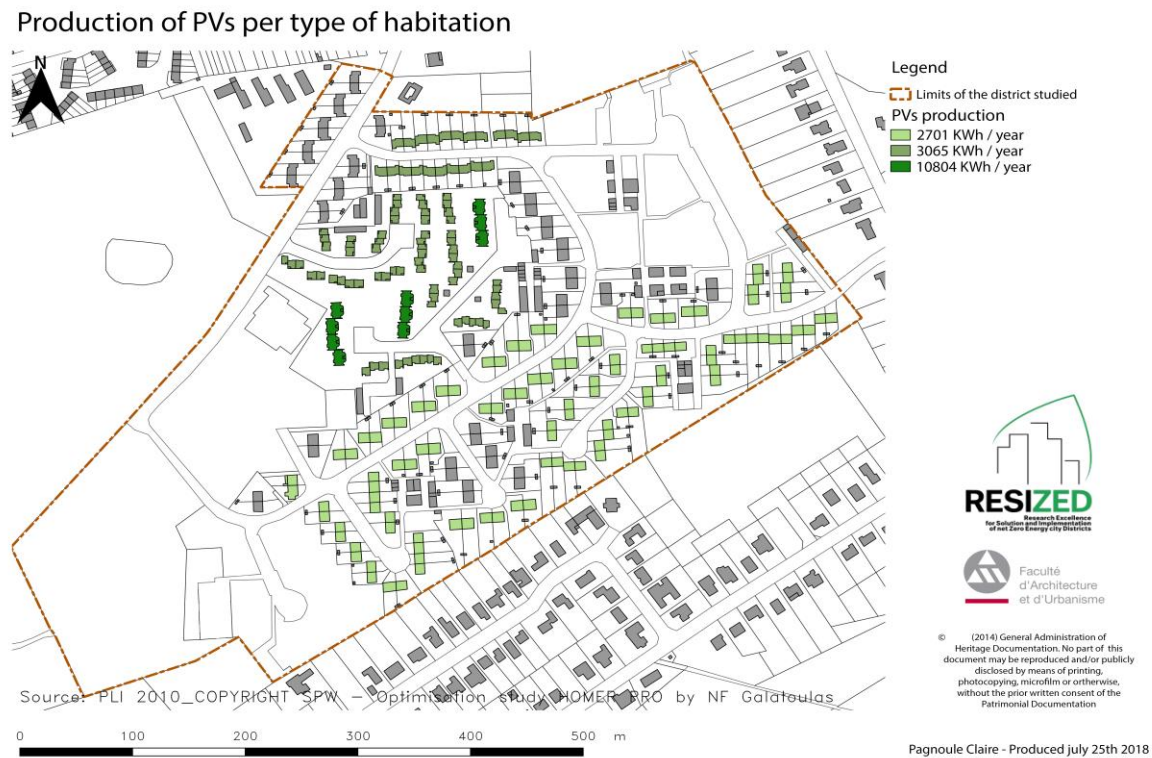 Production of PVs per type of habitation
N
Legend
Limits of the district studied
PVs production
2701 KWh / year
3065 KWh / year
10804 KWh / year
RESIZED
Research Excellence
for Solution and Implementation
of net Zero Energy city Districts
Faculté
d'Architecture
et d'Urbanisme
© (2014) General Administration of
Heritage Documentation. No part of this
document may be reproduced and/or publicly
disclosed by means of printing,
photocopying, microfilm or ortherwise,
without the prior written consent of the
Patrimonial Documentation
Source: PLI 2010_COPYRIGHT SPW – Optimisation study HOMER PRO by NF Galatoulas
0 100 200 300 400 500 m
Pagnoule Claire - Produced july 25th 2018